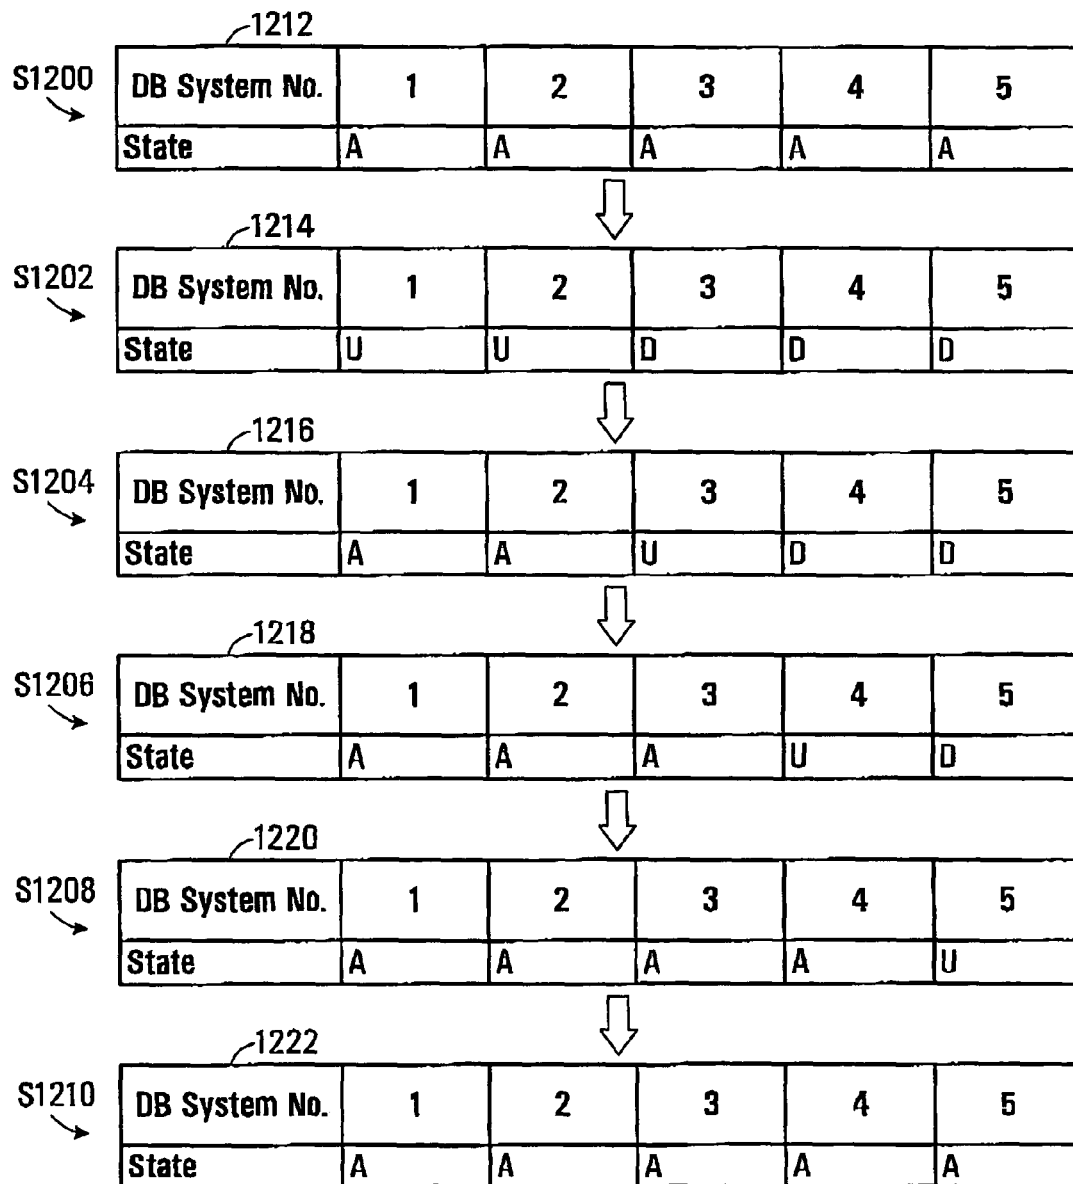 1212
S1200
DB System No. 1 2 3 4 5
State A A A A A
1214
S1202
DB System No. 1 2 3 4 5
State U U D D D
1216
S1204
DB System No. 1 2 3 4 5
State A A U D D
1218
S1206
DB System No. 1 2 3 4 5
State A A A U D
1220
S1208
DB System No. 1 2 3 4 5
State A A A A U
1222
S1210
DB System No. 1 2 3 4 5
State A A A A A